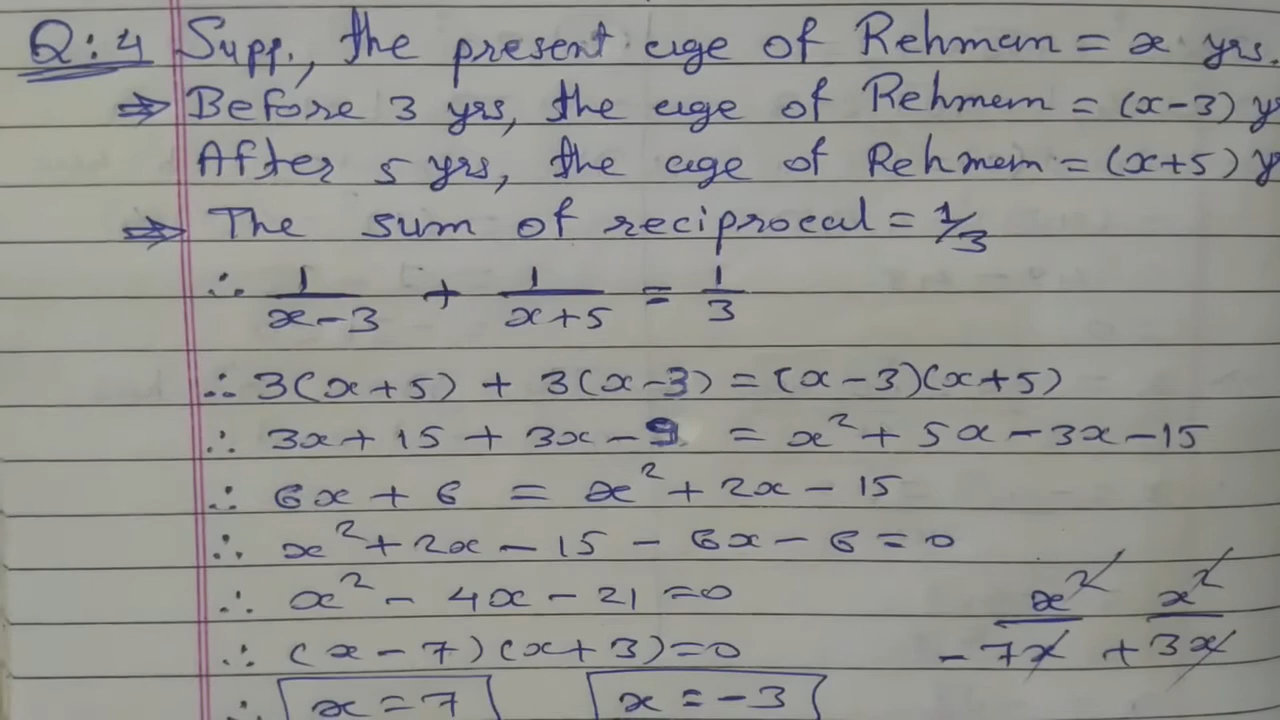 Q:4 Supp., the present age of Rehman = x yrs.
⇒ Before 3 yrs, the age of Rehman = (x-3) y
After 5 yrs, the age of Rehman = (x+5) y
⇒ The sum of reciprocal = 1/3
∴ 1/(x-3) + 1/(x+5) = 1/3
∴ 3(x+5) + 3(x-3) = (x-3)(x+5)
∴ 3x + 15 + 3x - 9 = x² + 5x - 3x - 15
∴ 6x + 6 = x² + 2x - 15
∴ x² + 2x - 15 - 6x - 6 = 0
∴ x² - 4x - 21 = 0
x²/-7x x²/+3x
∴ (x-7)(x+3) = 0
∴ x = 7 x = -3